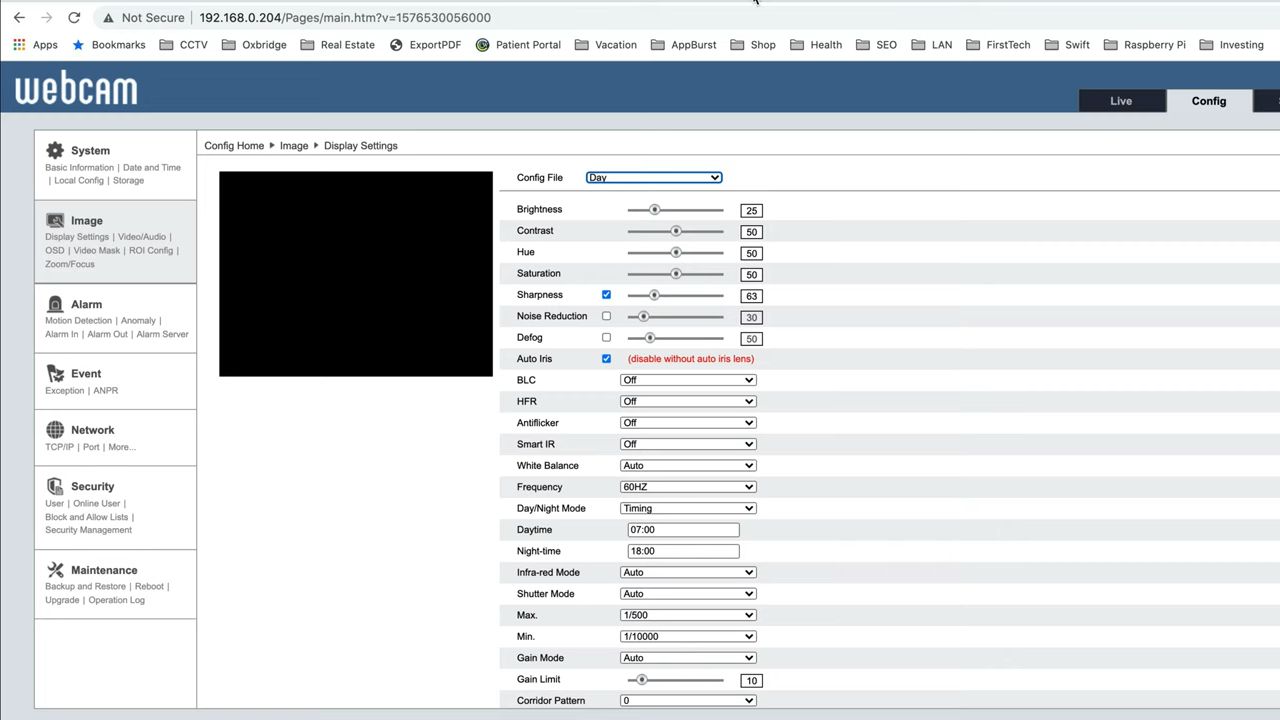 Not Secure 192.168.0.204/Pages/main.htm?v=1576530056000
Apps Bookmarks CCTV Oxbridge Real Estate ExportPDF Patient Portal Vacation AppBurst Shop Health SEO LAN FirstTech Swift Raspberry Pi Investing
webcam
Live Config
System
Basic Information | Date and Time
| Local Config | Storage
Image
Display Settings | Video/Audio |
OSD | Video Mask | ROI Config |
Zoom/Focus
Alarm
Motion Detection | Anomaly |
Alarm In | Alarm Out | Alarm Server
Event
Exception | ANPR
Network
TCP/IP | Port | More...
Security
User | Online User |
Block and Allow Lists |
Security Management
Maintenance
Backup and Restore | Reboot |
Upgrade | Operation Log
Config Home Image Display Settings
Config File Day
Brightness 25
Contrast 50
Hue 50
Saturation 50
Sharpness 63
Noise Reduction 30
Defog 50
Auto Iris (disable without auto iris lens)
BLC Off
HFR Off
Antiflicker Off
Smart IR Off
White Balance Auto
Frequency 60HZ
Day/Night Mode Timing
Daytime 07:00
Night-time 18:00
Infra-red Mode Auto
Shutter Mode Auto
Max. 1/500
Min. 1/10000
Gain Mode Auto
Gain Limit 10
Corridor Pattern 0